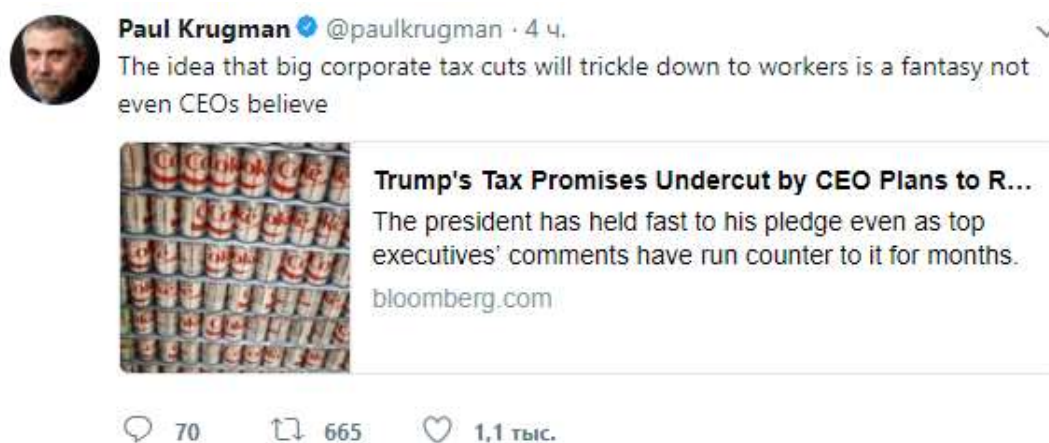 Paul Krugman @paulkrugman · 4 ч.
The idea that big corporate tax cuts will trickle down to workers is a fantasy not
even CEOs believe
Trump's Tax Promises Undercut by CEO Plans to R...
The president has held fast to his pledge even as top
executives' comments have run counter to it for months.
bloomberg.com
70 665 1,1 тыс.